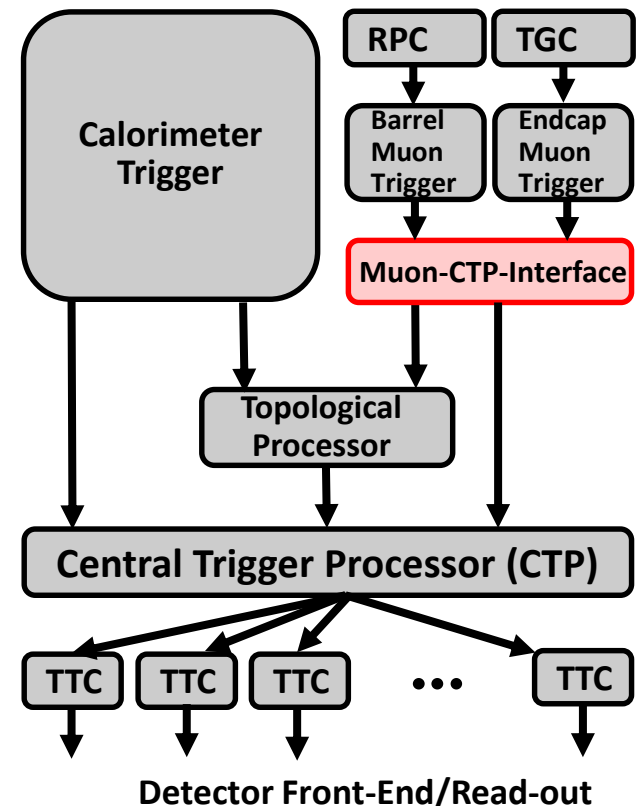 RPC
TGC
Calorimeter
Trigger
Barrel
Muon
Trigger
Endcap
Muon
Trigger
Muon-CTP-Interface
Topological
Processor
Central Trigger Processor (CTP)
TTC
TTC
TTC
•••
TTC
Detector Front-End/Read-out